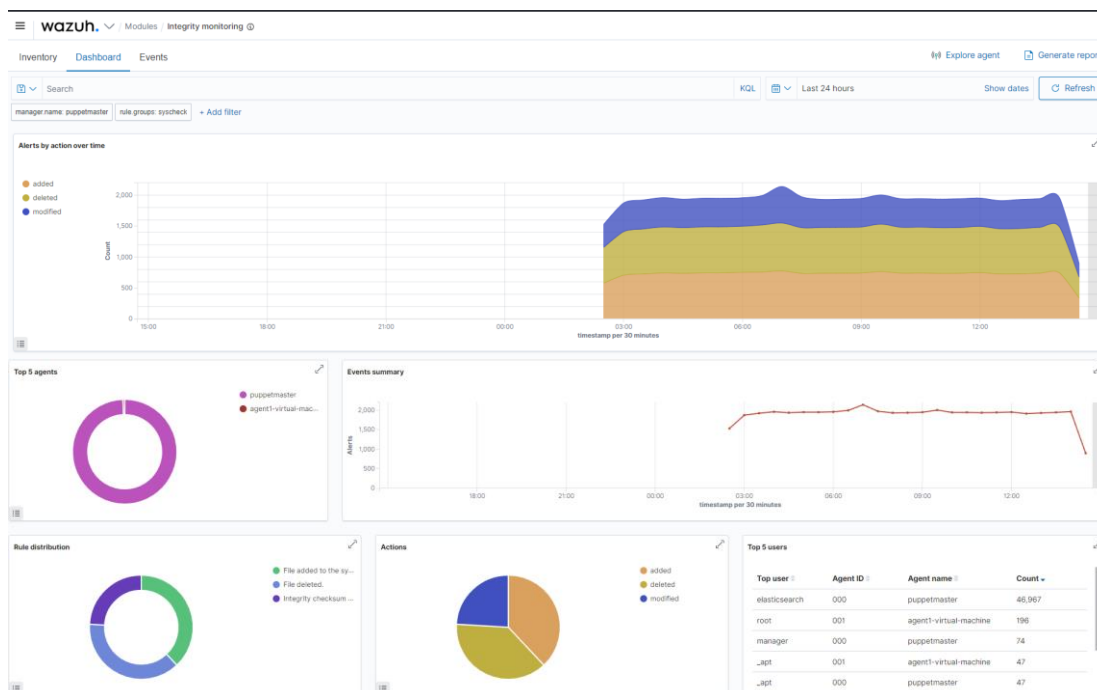 wazuh. / Modules / Integrity monitoring
Inventory Dashboard Events Explore agent Generate repor
Search KQL Last 24 hours Show dates Refresh
manager.name: puppetmaster rule.groups: syscheck + Add filter
Alerts by action over time
added
deleted
modified
Count
2,000
1,500
1,000
500
0
15:00 18:00 21:00 00:00 03:00 06:00 09:00 12:00
timestamp per 30 minutes
Top 5 agents
puppetmaster
agent1-virtual-mac...
Events summary
Alerts
2,000
1,500
1,000
500
0
18:00 21:00 00:00 03:00 06:00 09:00 12:00
timestamp per 30 minutes
Rule distribution
File added to the sy...
File deleted.
Integrity checksum ...
Actions
added
deleted
modified
Top 5 users
Top user Agent ID Agent name Count
elasticsearch 000 puppetmaster 46,967
root 001 agent1-virtual-machine 196
manager 000 puppetmaster 74
_apt 001 agent1-virtual-machine 47
_apt 000 puppetmaster 47